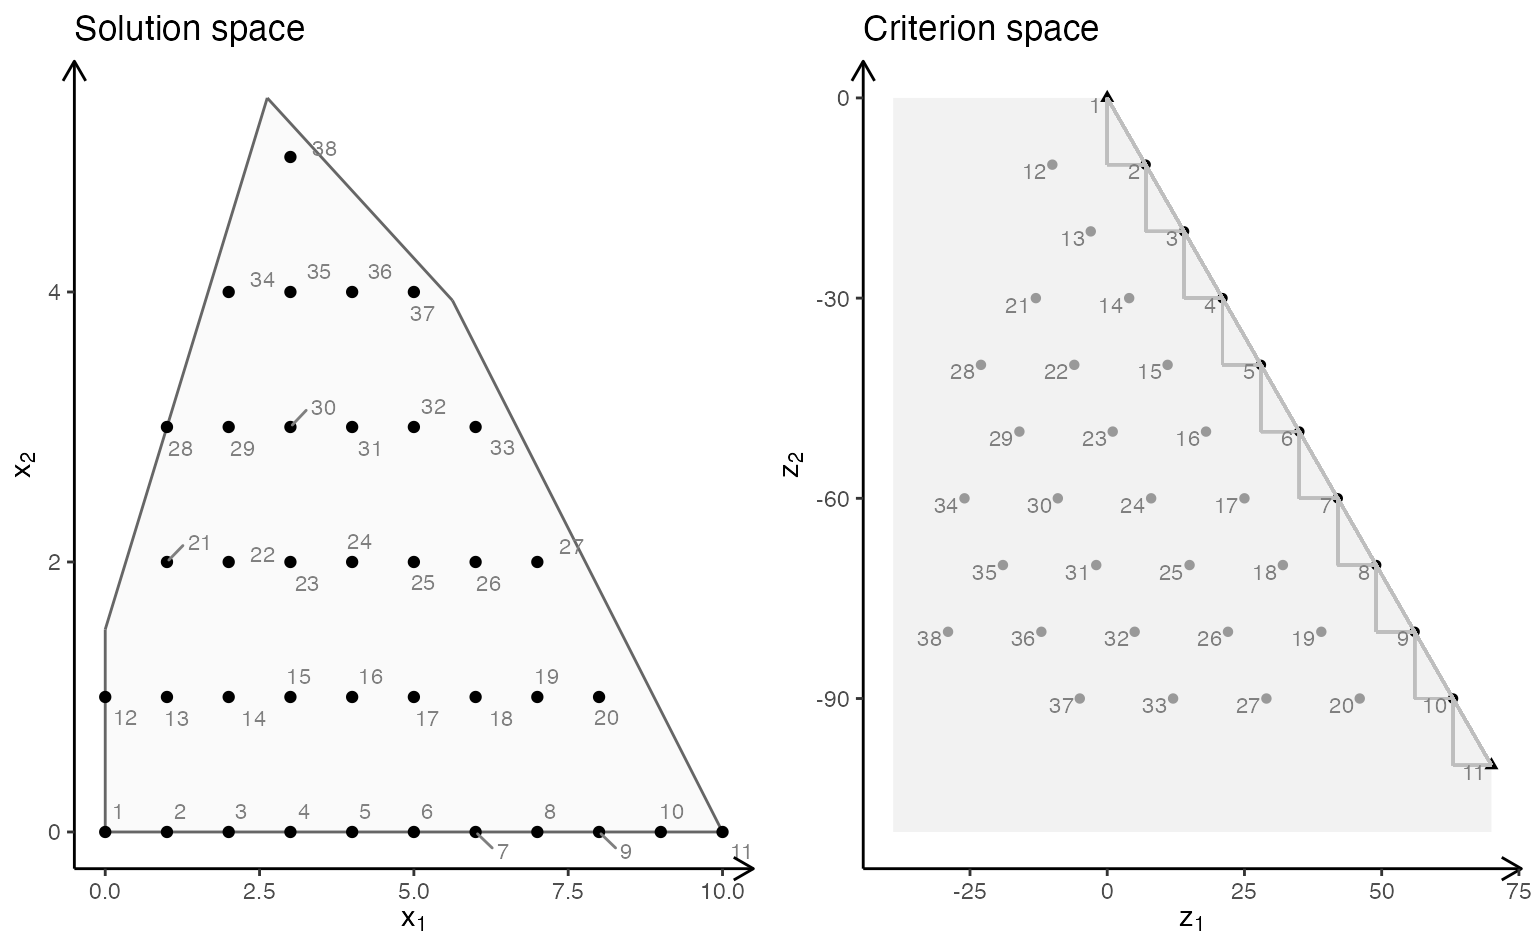 Solution space
38
34 35 36
37
4
30 32
28 29 31 33
x2
21 22 24 27
23 25 26
2
15 16 19
12 13 14 17 18 20
1 2 3 4 5 6 8 10
0
7 9 11
0.0 2.5 5.0 7.5 10.0
x1
Criterion space
0
1
12 2
13 3
-30
21 14 4
28 22 15 5
29 23 16 6
z2
-60
34 30 24 17 7
35 31 25 18 8
38 36 32 26 19 9
-90
37 33 27 20 10
11
-25 0 25 50 75
z1